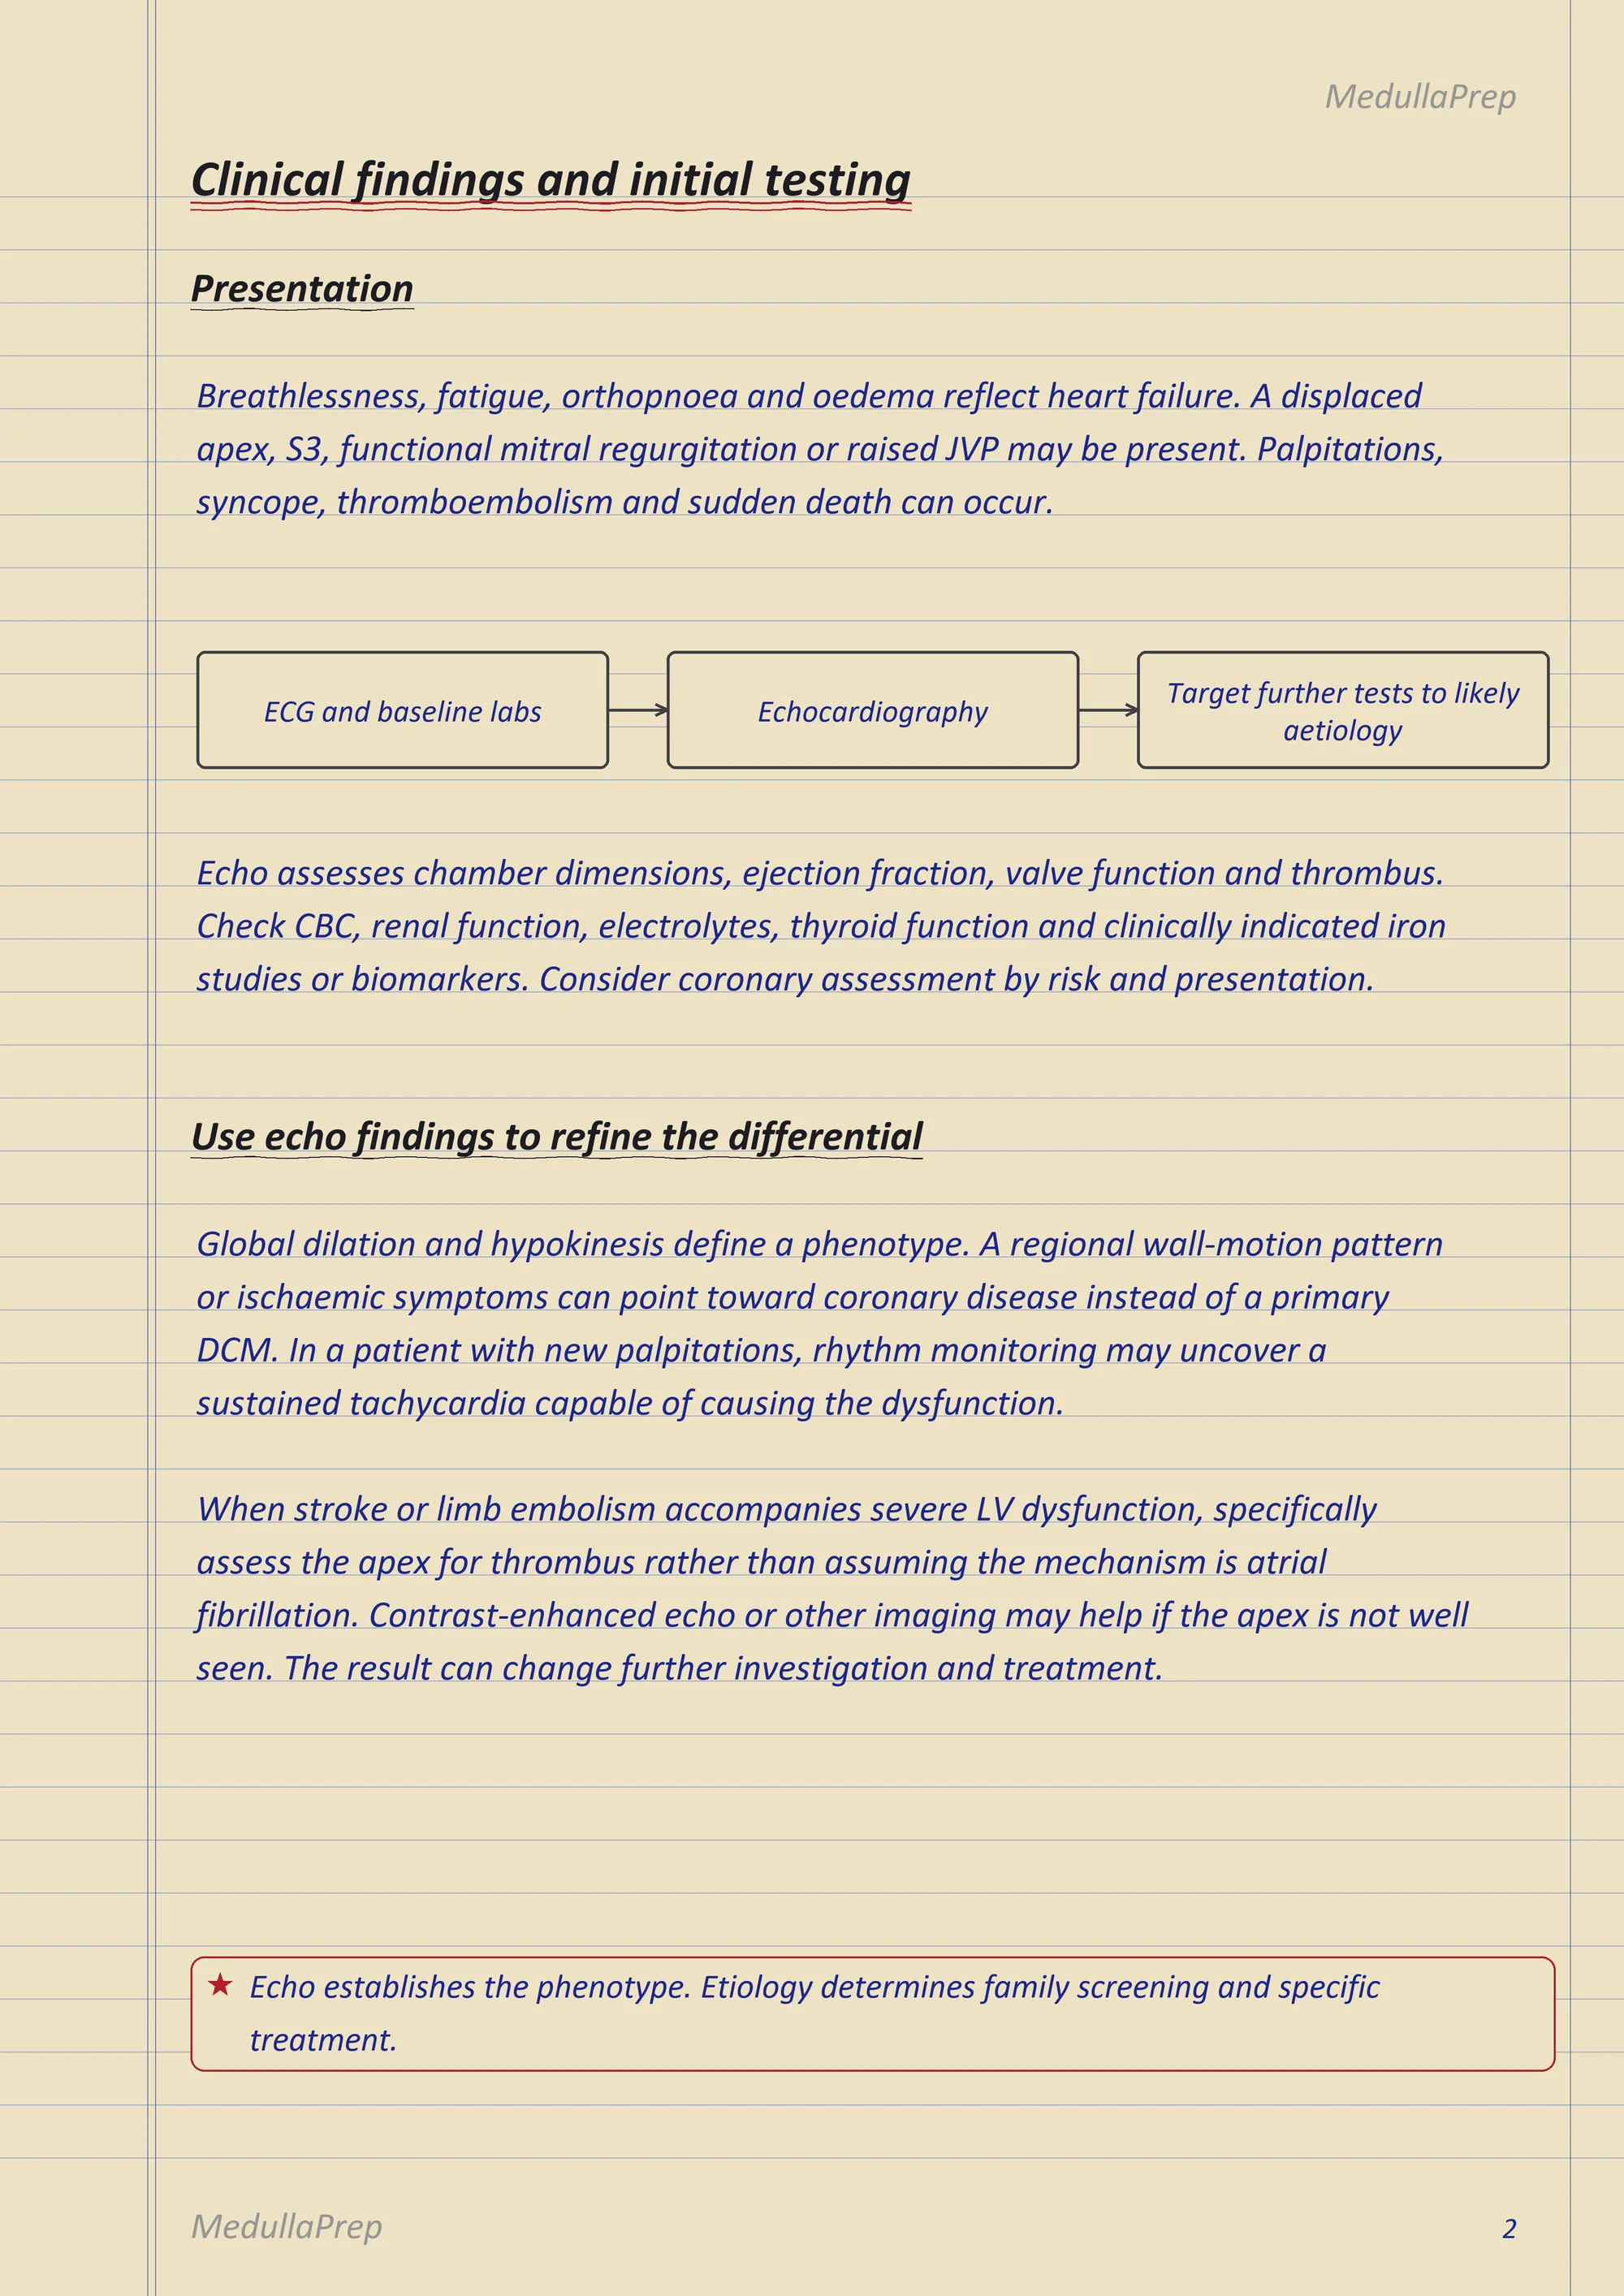 MedullaPrep
Clinical findings and initial testing
Presentation
Breathlessness, fatigue, orthopnoea and oedema reflect heart failure. A displaced
apex, S3, functional mitral regurgitation or raised JVP may be present. Palpitations,
syncope, thromboembolism and sudden death can occur.
ECG and baseline labs
Echocardiography
Target further tests to likely
aetiology
Echo assesses chamber dimensions, ejection fraction, valve function and thrombus.
Check CBC, renal function, electrolytes, thyroid function and clinically indicated iron
studies or biomarkers. Consider coronary assessment by risk and presentation.
Use echo findings to refine the differential
Global dilation and hypokinesis define a phenotype. A regional wall-motion pattern
or ischaemic symptoms can point toward coronary disease instead of a primary
DCM. In a patient with new palpitations, rhythm monitoring may uncover a
sustained tachycardia capable of causing the dysfunction.
When stroke or limb embolism accompanies severe LV dysfunction, specifically
assess the apex for thrombus rather than assuming the mechanism is atrial
fibrillation. Contrast-enhanced echo or other imaging may help if the apex is not well
seen. The result can change further investigation and treatment.
★ Echo establishes the phenotype. Etiology determines family screening and specific
treatment.
MedullaPrep
2